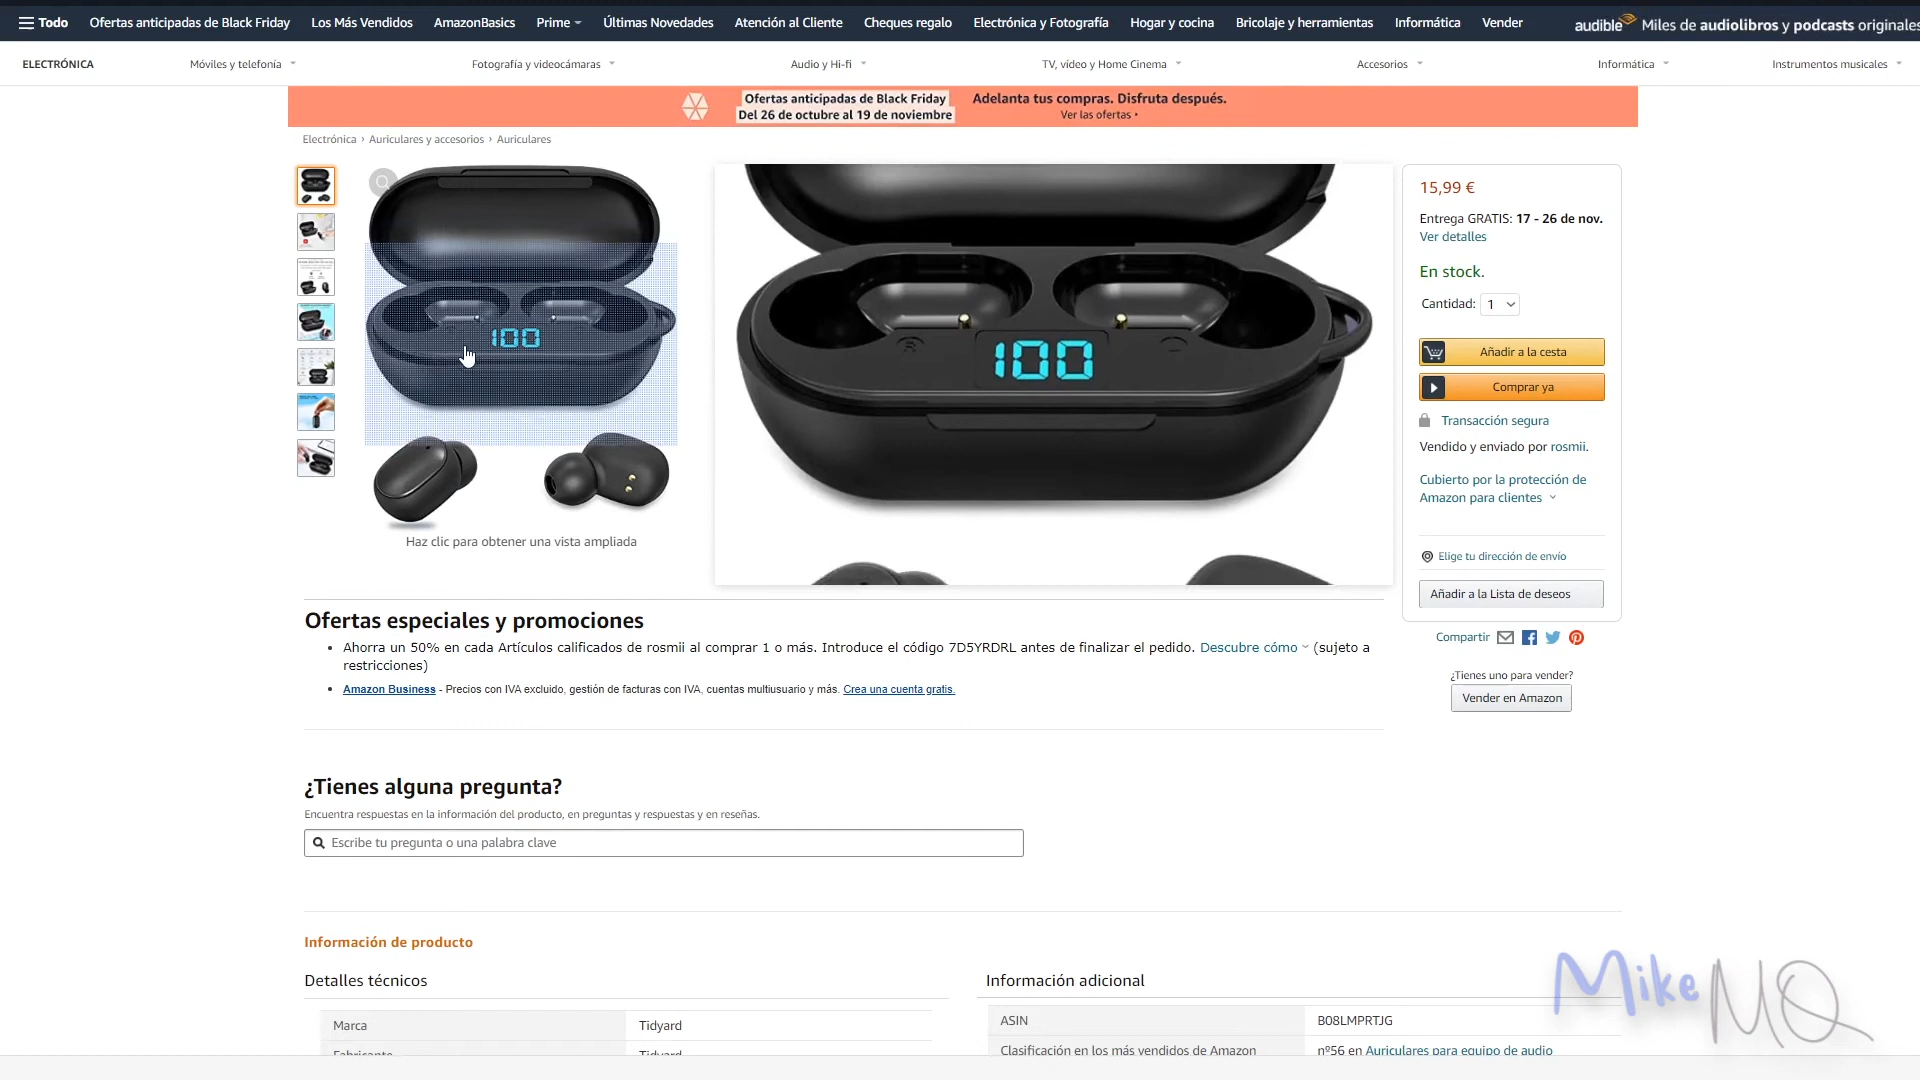 Todo
Ofertas anticipadas de Black Friday
Los Más Vendidos
AmazonBasics
Prime
Últimas Novedades
Atención al Cliente
Cheques regalo
Electrónica y Fotografía
Hogar y cocina
Bricolaje y herramientas
Informática
Vender
audible Miles de audiolibros y podcasts originales
ELECTRÓNICA
Móviles y telefonía
Fotografía y videocámaras
Audio y Hi-fi
TV, vídeo y Home Cinema
Accesorios
Informática
Instrumentos musicales
Ofertas anticipadas de Black Friday
Del 26 de octubre al 19 de noviembre
Adelanta tus compras. Disfruta después.
Ver las ofertas
Electrónica › Auriculares y accesorios › Auriculares
100
Haz clic para obtener una vista ampliada
R
100
15,99 €
Entrega GRATIS: 17 - 26 de nov.
Ver detalles
En stock.
Cantidad: 1
Añadir a la cesta
Comprar ya
Transacción segura
Vendido y enviado por rosmii.
Cubierto por la protección de
Amazon para clientes
Elige tu dirección de envío
Añadir a la Lista de deseos
Compartir
¿Tienes uno para vender?
Vender en Amazon
Ofertas especiales y promociones
• Ahorra un 50% en cada Artículos calificados de rosmii al comprar 1 o más. Introduce el código 7D5YRDRL antes de finalizar el pedido. Descubre cómo (sujeto a
restricciones)
• Amazon Business - Precios con IVA excluido, gestión de facturas con IVA, cuentas multiusuario y más. Crea una cuenta gratis.
¿Tienes alguna pregunta?
Encuentra respuestas en la información del producto, en preguntas y respuestas y en reseñas.
Escribe tu pregunta o una palabra clave
Información de producto
Detalles técnicos
Marca Tidyard
Fabricante Tidyard
Información adicional
ASIN B08LMPRTJG
Clasificación en los más vendidos de Amazon nº56 en Auriculares para equipo de audio
Mike MQ